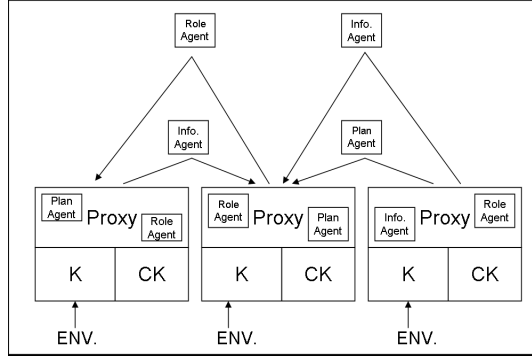 Role
Agent
Info.
Agent
Info.
Agent
Plan
Agent
Plan
Agent
Proxy
Role
Agent
Role
Agent
Proxy
Plan
Agent
Info.
Agent
Proxy
Role
Agent
K
CK
K
CK
K
CK
ENV.
ENV.
ENV.